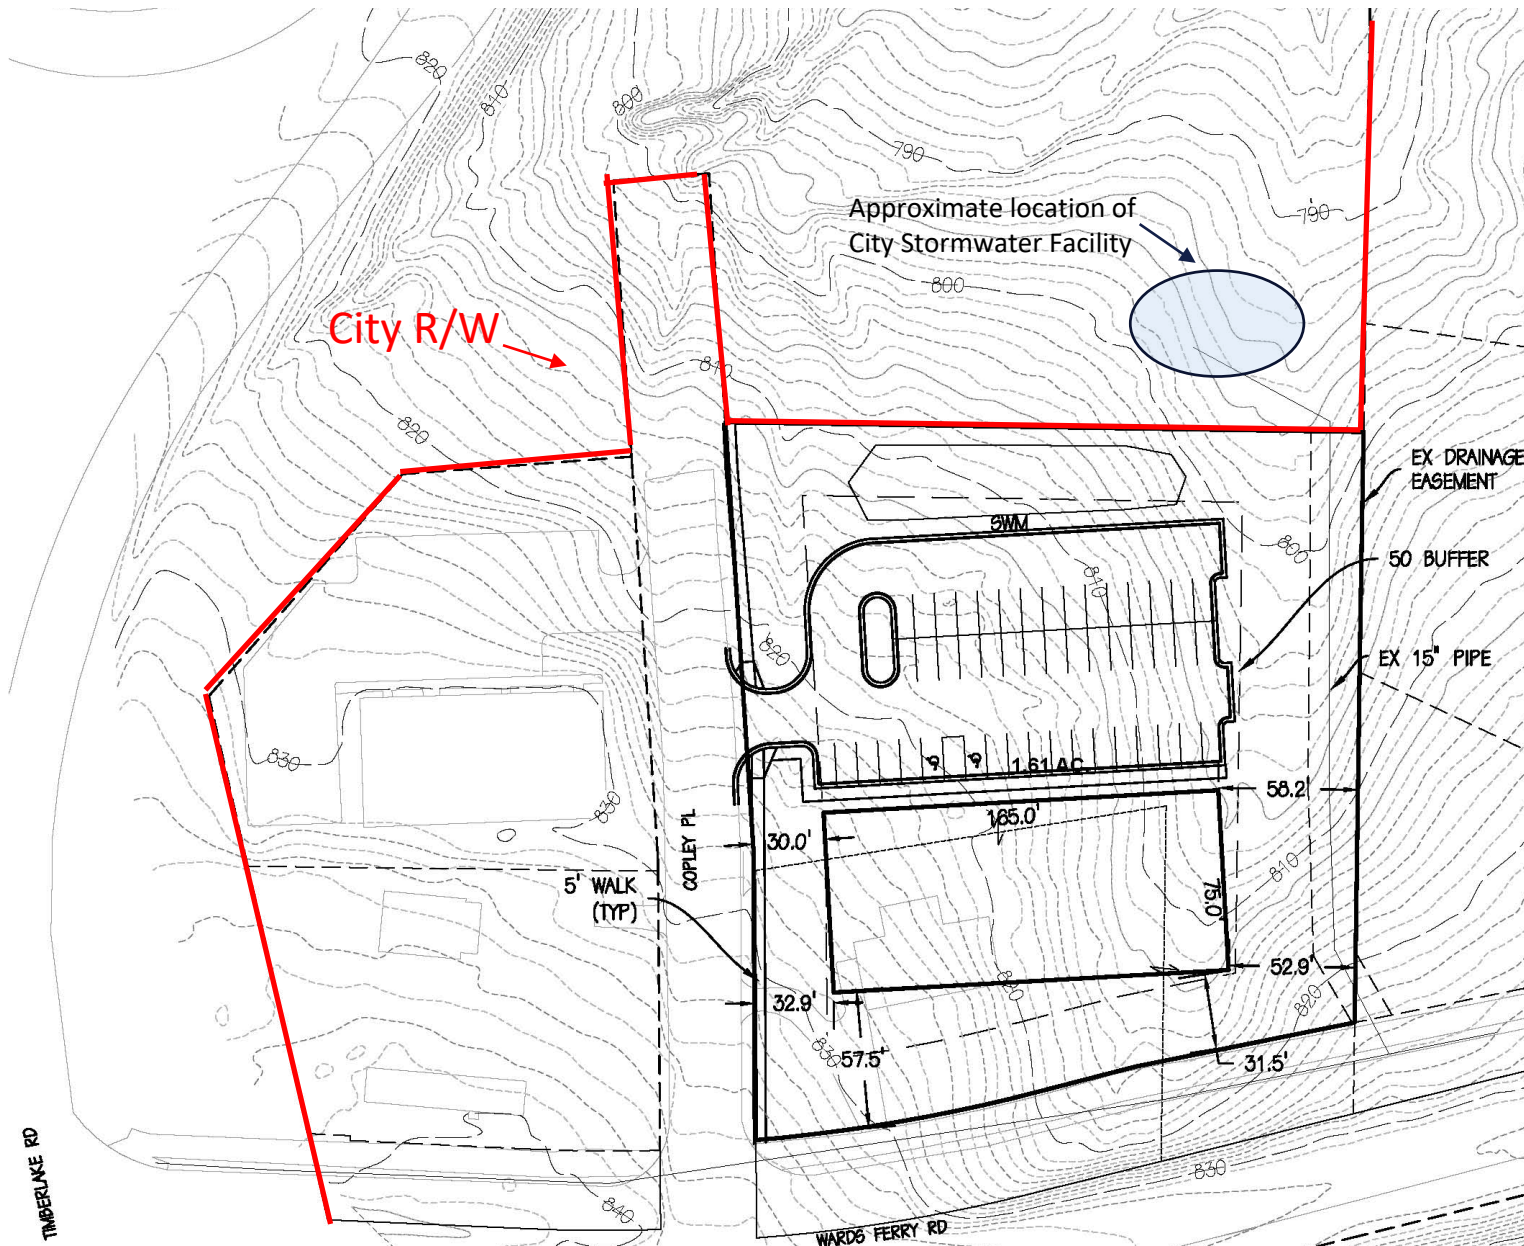 820
810
800
790
790
Approximate location of
City Stormwater Facility
800
City R/W
810
820
EX DRAINAGE
EASEMENT
SWM
800
50 BUFFER
810
820
EX 15" PIPE
830
1.61 AC
58.2'
830
165.0'
30.0'
COPLEY PL
810
5' WALK
(TYP)
75.0'
52.9'
32.9'
820
820
830
57.5'
31.5'
TIMBERLAKE RD
830
840
WARDS FERRY RD